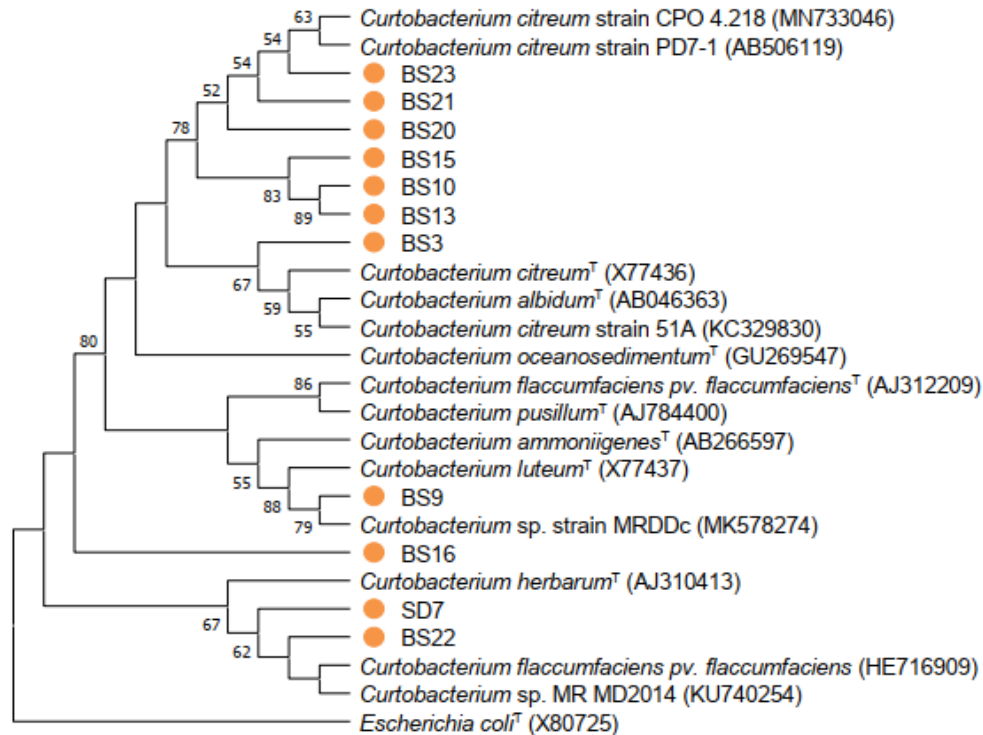 63
Curtobacterium citreum strain CPO 4.218 (MN733046)
54
Curtobacterium citreum strain PD7-1 (AB506119)
54
BS23
52
BS21
78
BS20
BS15
83
BS10
89
BS13
BS3
67
Curtobacterium citreumᵀ (X77436)
59
Curtobacterium albidumᵀ (AB046363)
55
Curtobacterium citreum strain 51A (KC329830)
80
Curtobacterium oceanosedimentumᵀ (GU269547)
86
Curtobacterium flaccumfaciens pv. flaccumfaciensᵀ (AJ312209)
Curtobacterium pusillumᵀ (AJ784400)
Curtobacterium ammoniigenesᵀ (AB266597)
55
Curtobacterium luteumᵀ (X77437)
88
BS9
79
Curtobacterium sp. strain MRDDc (MK578274)
BS16
Curtobacterium herbarumᵀ (AJ310413)
67
SD7
62
BS22
Curtobacterium flaccumfaciens pv. flaccumfaciens (HE716909)
Curtobacterium sp. MR MD2014 (KU740254)
Escherichia coliᵀ (X80725)